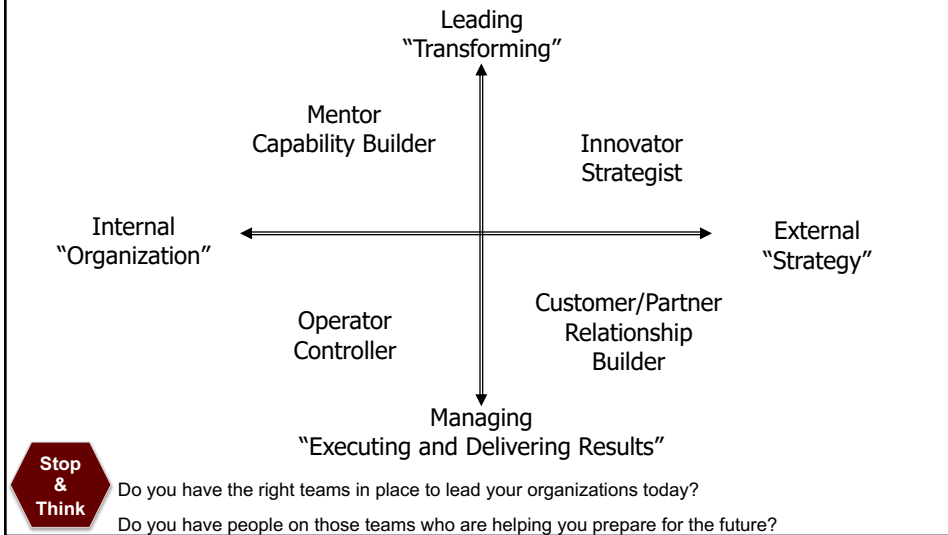 Leading
“Transforming”
Mentor
Capability Builder
Innovator
Strategist
Internal
“Organization”
External
“Strategy”
Operator
Controller
Customer/Partner
Relationship
Builder
Managing
“Executing and Delivering Results”
Stop
&
Think
Do you have the right teams in place to lead your organizations today?
Do you have people on those teams who are helping you prepare for the future?